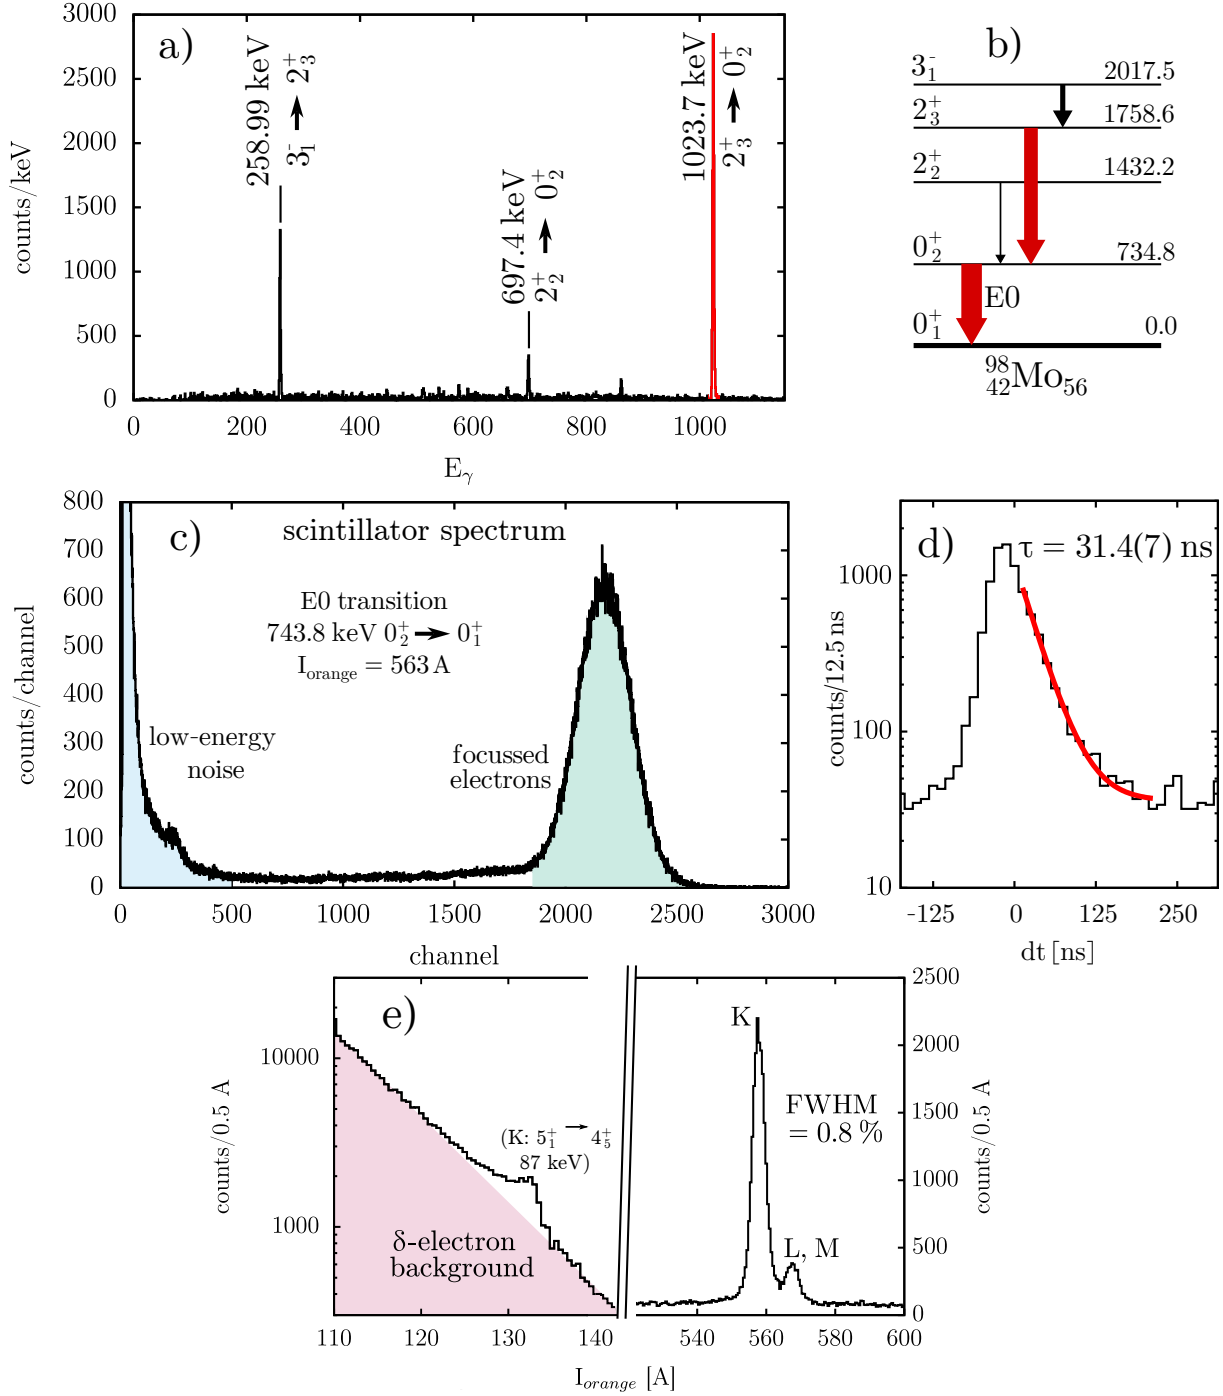 a)
3000
2500
2000
1500
1000
500
0
counts/keV
258.99 keV
3₁⁻ → 2₃⁺
697.4 keV
2₂⁺ → 0₂⁺
1023.7 keV
2₃⁺ → 0₂⁺
0 200 400 600 800 1000
E_γ
b)
3₁⁻ 2017.5
2₃⁺ 1758.6
2₂⁺ 1432.2
0₂⁺ 734.8
E0
0₁⁺ 0.0
⁹⁸₄₂Mo₅₆
c)
scintillator spectrum
800
700
600
500
400
300
200
100
0
counts/channel
E0 transition
743.8 keV 0₂⁺ → 0₁⁺
I_orange = 563 A
low-energy
noise
focussed
electrons
0 500 1000 1500 2000 2500 3000
channel
d)
τ = 31.4(7) ns
1000
100
10
counts/12.5 ns
-125 0 125 250
dt [ns]
e)
10000
1000
counts/0.5 A
(K: 5₁⁺ → 4₅⁺
87 keV)
δ-electron
background
K
L, M
FWHM
= 0.8 %
2500
2000
1500
1000
500
0
counts/0.5 A
110 120 130 140 540 560 580 600
I_orange [A]